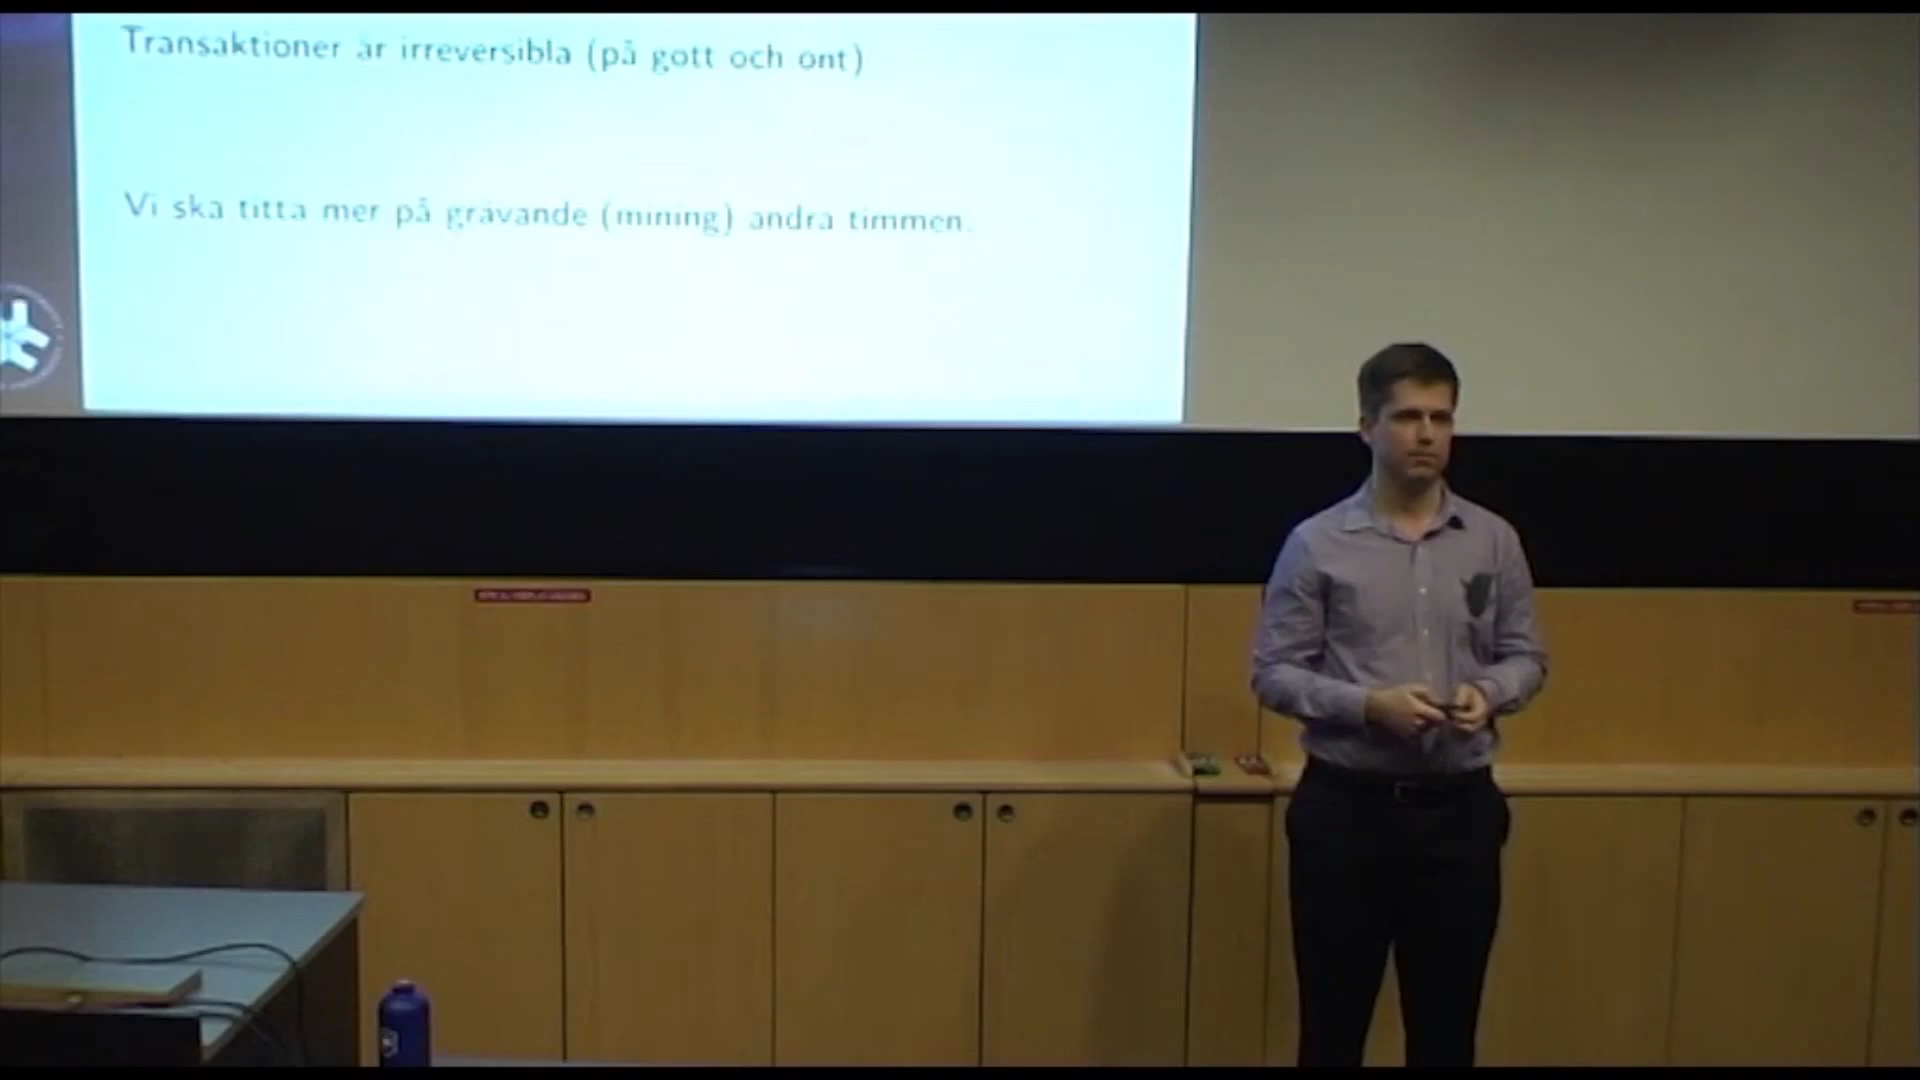 Transaktioner är irreversibla (på gott och ont)
Vi ska titta mer på grävande (mining) andra timmen.